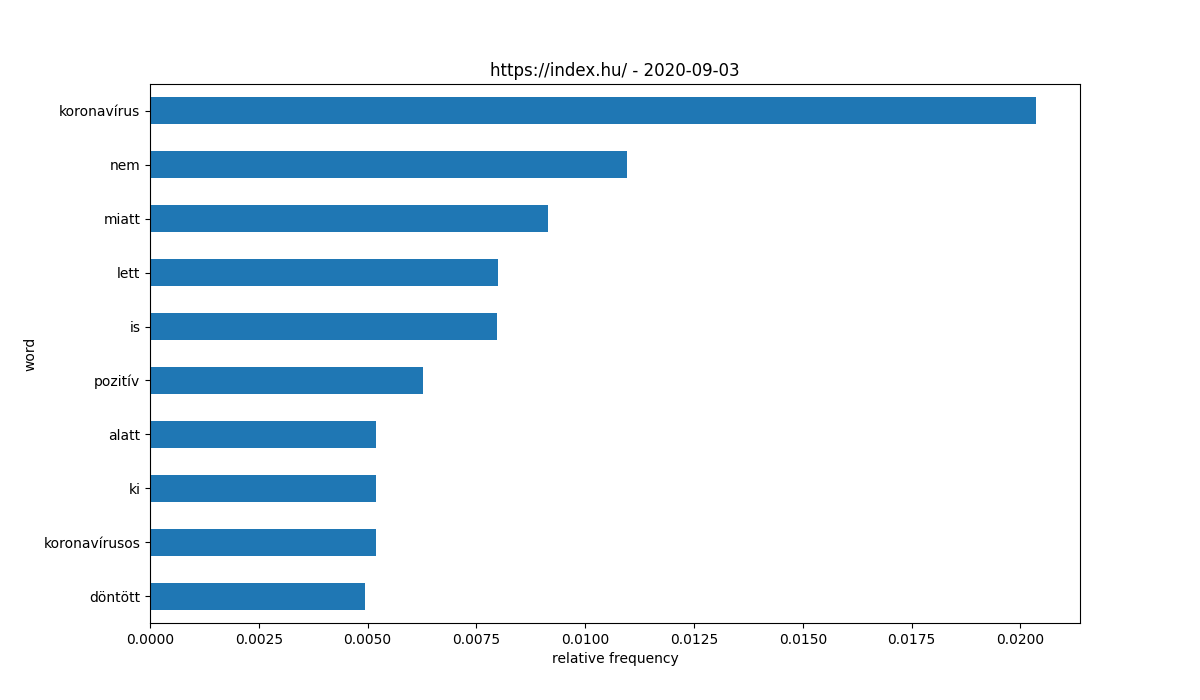 https://index.hu/ - 2020-09-03
word
koronavírus
nem
miatt
lett
is
pozitív
alatt
ki
koronavírusos
döntött
0.0000 0.0025 0.0050 0.0075 0.0100 0.0125 0.0150 0.0175 0.0200
relative frequency